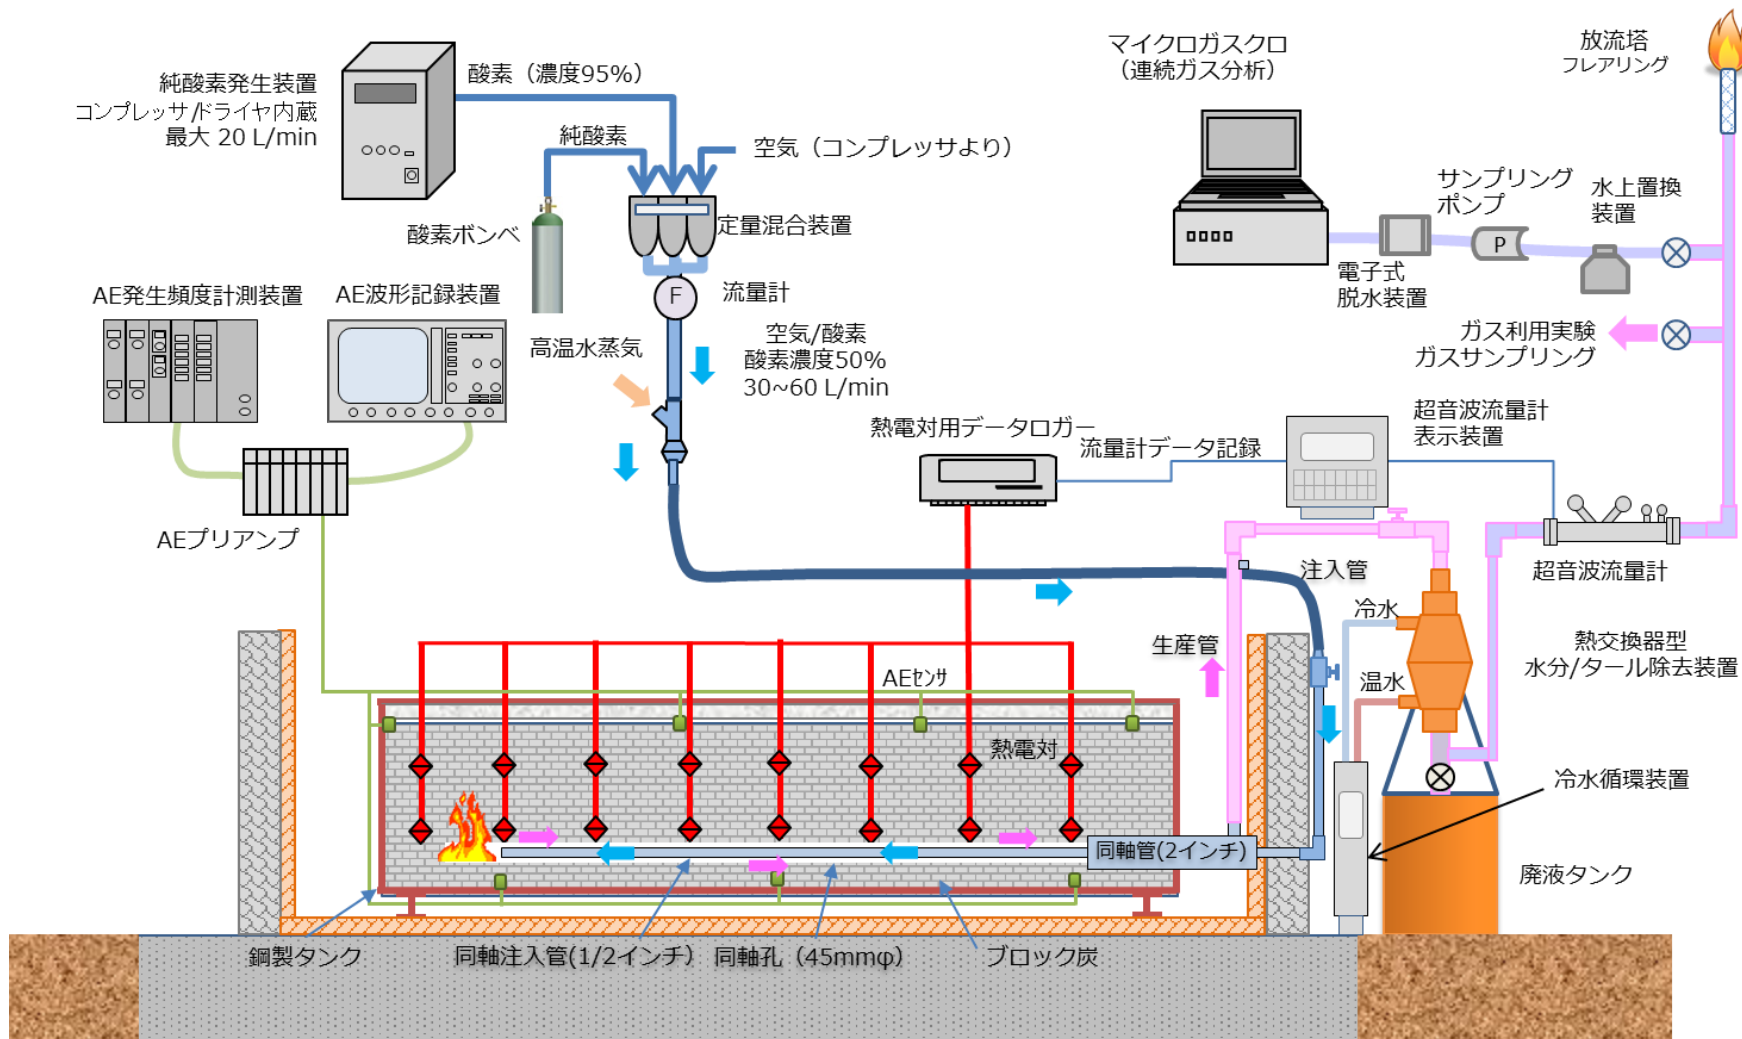 純酸素発生装置
コンプレッサ/ドライヤ内蔵
最大 20 L/min
酸素（濃度95%）
純酸素
空気（コンプレッサより）
酸素ボンベ
定量混合装置
F
流量計
空気/酸素
酸素濃度50%
30~60 L/min
高温水蒸気
AE発生頻度計測装置
AE波形記録装置
AEプリアンプ
マイクロガスクロ
（連続ガス分析）
放流塔
フレアリング
サンプリング
ポンプ
P
水上置換
装置
電子式
脱水装置
ガス利用実験
ガスサンプリング
熱電対用データロガー
流量計データ記録
超音波流量計
表示装置
超音波流量計
注入管
生産管
冷水
温水
熱交換器型
水分/タール除去装置
冷水循環装置
廃液タンク
AEセンサ
熱電対
同軸管(2インチ)
鋼製タンク
同軸注入管(1/2インチ)
同軸孔（45mmφ）
ブロック炭